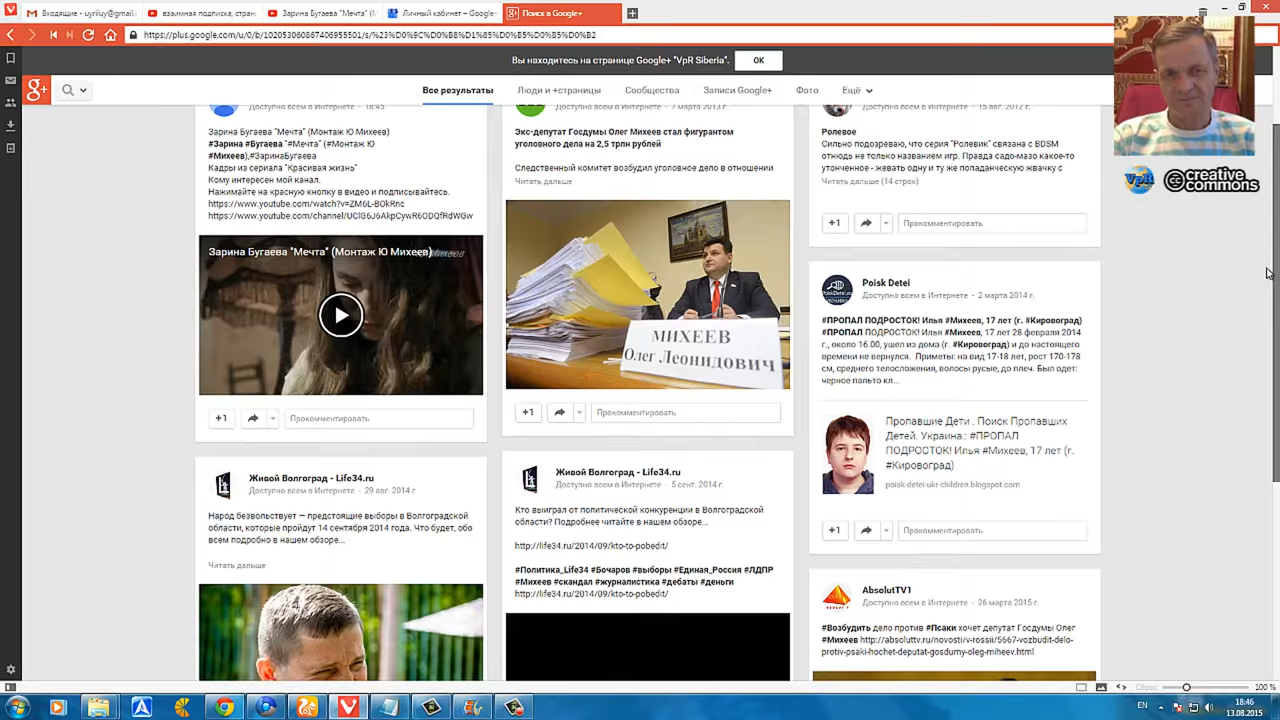 Входящие - uyriluy@gmail.
взаимная подписка, стран
Зарина Бугаева "Мечта" (М
Личный кабинет – Google+
Поиск в Google+
https://plus.google.com/u/0/b/102053060867406955501/s/%23%D0%9C%D0%B8%D1%85%D0%B5%D0%B5%D0%B2
Вы находитесь на странице Google+ "VpR Siberia".
OK
g+
Все результаты
Люди и +страницы
Сообщества
Записи Google+
Фото
Ещё
VpR
creative commons
Доступно всем в Интернете - 18:45
Зарина Бугаева "Мечта" (Монтаж Ю Михеев)
#Зарина #Бугаева "#Мечта" (#Монтаж Ю
#Михеев),#ЗаринаБугаева
Кадры из сериала "Красивая жизнь"
Кому интересен мой канал.
Нажимайте на красную кнопку в видео и подписывайтесь.
https://www.youtube.com/watch?v=ZM6L-B0kRnc
https://www.youtube.com/channel/UClG6J6AkpCywR6ODQfRdWGw
Зарина Бугаева "Мечта" (Монтаж Ю Михеев)
+1
Прокомментировать
Живой Волгоград - Life34.ru
Доступно всем в Интернете - 29 авг. 2014 г.
Народ безвольствует — предстоящие выборы в Волгоградской
области, которые пройдут 14 сентября 2014 года. Что будет, обо
всем подробно в нашем обзоре...
Читать дальше
Доступно всем в Интернете - 7 марта 2013 г.
Экс-депутат Госдумы Олег Михеев стал фигурантом
уголовного дела на 2,5 трлн рублей
Следственный комитет возбудил уголовное дело в отношении
Читать дальше
МИХЕЕВ
Олег Леонидович
+1
Прокомментировать
Живой Волгоград - Life34.ru
Доступно всем в Интернете - 5 сент. 2014 г.
Кто выиграл от политической конкуренции в Волгоградской
области? Подробнее читайте в нашем обзоре...
http://life34.ru/2014/09/kto-to-pobedit/
#Политика_Life34 #Бочаров #выборы #Единая_Россия #ЛДПР
#Михеев #скандал #журналистика #дебаты #деньги
http://life34.ru/2014/09/kto-to-pobedit/
Доступно всем в Интернете - 15 авг. 2012 г.
Ролевое
Сильно подозреваю, что серия "Ролевик" связана с BDSM
отнюдь не только названием игр. Правда садо-мазо какое-то
утонченное - жевать одну и ту же попаданческую жвачку с
Читать дальше (14 строк)
+1
Прокомментировать
Poisk Detei
Доступно всем в Интернете - 2 марта 2014 г.
#ПРОПАЛ ПОДРОСТОК! Илья #Михеев, 17 лет (г. #Кировоград)
#ПРОПАЛ ПОДРОСТОК! Илья #Михеев, 17 лет 28 февраля 2014
г., около 16.00, ушел из дома (г. #Кировоград) и до настоящего
времени не вернулся. Приметы: на вид 17-18 лет, рост 170-178
см, среднего телосложения, волосы русые, до плеч. Был одет:
черное пальто кл...
Пропавшие Дети . Поиск Пропавших
Детей. Украина.: #ПРОПАЛ
ПОДРОСТОК! Илья #Михеев, 17 лет (г.
#Кировоград)
poisk-detei-ukr-children.blogspot.com
+1
Прокомментировать
AbsolutTV1
Доступно всем в Интернете - 26 марта 2015 г.
#Возбудить дело против #Псаки хочет депутат Госдумы Олег
#Михеев http://absoluttv.ru/novosti/v-rossii/5667-vozbudit-delo-
protiv-psaki-hochet-deputat-gosdumy-oleg-miheev.html
Сброс
100 %
EN
18:46
13.08.2015